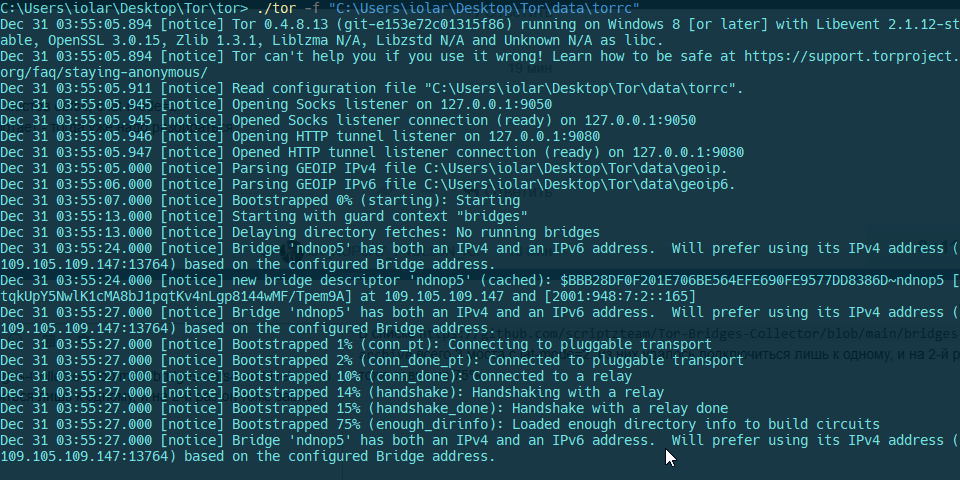 C:\Users\iolar\Desktop\Tor\tor> ./tor -f "C:\Users\iolar\Desktop\Tor\data\torrc"
Dec 31 03:55:05.894 [notice] Tor 0.4.8.13 (git-e153e72c01315f86) running on Windows 8 [or later] with Libevent 2.1.12-st
able, OpenSSL 3.0.15, Zlib 1.3.1, Liblzma N/A, Libzstd N/A and Unknown N/A as libc.
Dec 31 03:55:05.894 [notice] Tor can't help you if you use it wrong! Learn how to be safe at https://support.torproject.
org/faq/staying-anonymous/
Dec 31 03:55:05.911 [notice] Read configuration file "C:\Users\iolar\Desktop\Tor\data\torrc".
Dec 31 03:55:05.945 [notice] Opening Socks listener on 127.0.0.1:9050
Dec 31 03:55:05.945 [notice] Opened Socks listener connection (ready) on 127.0.0.1:9050
Dec 31 03:55:05.946 [notice] Opening HTTP tunnel listener on 127.0.0.1:9080
Dec 31 03:55:05.947 [notice] Opened HTTP tunnel listener connection (ready) on 127.0.0.1:9080
Dec 31 03:55:05.000 [notice] Parsing GEOIP IPv4 file C:\Users\iolar\Desktop\Tor\data\geoip.
Dec 31 03:55:06.000 [notice] Parsing GEOIP IPv6 file C:\Users\iolar\Desktop\Tor\data\geoip6.
Dec 31 03:55:07.000 [notice] Bootstrapped 0% (starting): Starting
Dec 31 03:55:13.000 [notice] Starting with guard context "bridges"
Dec 31 03:55:13.000 [notice] Delaying directory fetches: No running bridges
Dec 31 03:55:24.000 [notice] Bridge 'ndnop5' has both an IPv4 and an IPv6 address.  Will prefer using its IPv4 address (
109.105.109.147:13764) based on the configured Bridge address.
Dec 31 03:55:24.000 [notice] new bridge descriptor 'ndnop5' (cached): $BBB28DF0F201E706BE564EFE690FE9577DD8386D~ndnop5 [
tqkUpY5NwlK1cMA8bJ1pqtKv4nLgp8144wMF/Tpem9A] at 109.105.109.147 and [2001:948:7:2::165]
Dec 31 03:55:27.000 [notice] Bridge 'ndnop5' has both an IPv4 and an IPv6 address.  Will prefer using its IPv4 address (
109.105.109.147:13764) based on the configured Bridge address.
Dec 31 03:55:27.000 [notice] Bootstrapped 1% (conn_pt): Connecting to pluggable transport
Dec 31 03:55:27.000 [notice] Bootstrapped 2% (conn_done_pt): Connected to pluggable transport
Dec 31 03:55:27.000 [notice] Bootstrapped 10% (conn_done): Connected to a relay
Dec 31 03:55:27.000 [notice] Bootstrapped 14% (handshake): Handshaking with a relay
Dec 31 03:55:27.000 [notice] Bootstrapped 15% (handshake_done): Handshake with a relay done
Dec 31 03:55:27.000 [notice] Bootstrapped 75% (enough_dirinfo): Loaded enough directory info to build circuits
Dec 31 03:55:27.000 [notice] Bridge 'ndnop5' has both an IPv4 and an IPv6 address.  Will prefer using its IPv4 address (
109.105.109.147:13764) based on the configured Bridge address.